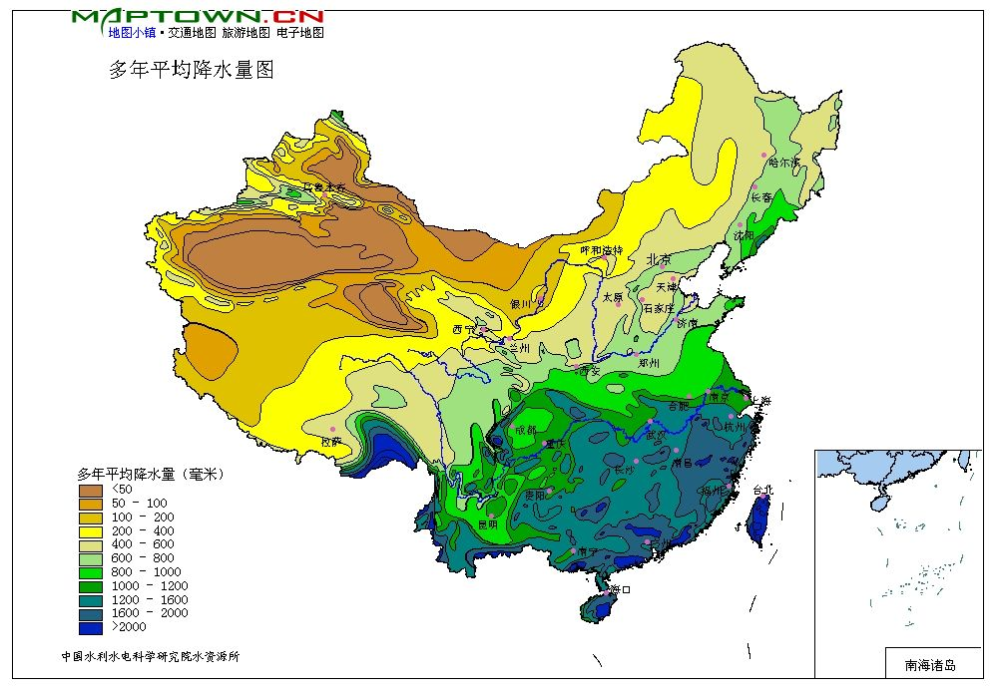 MAPTOWN.CN
地图小镇·交通地图 旅游地图 电子地图
多年平均降水量图
哈尔滨
乌鲁木齐
长春
沈阳
呼和浩特
北京
天津
银川
太原
石家庄
济南
西宁
兰州
郑州
西安
合肥
南京
上海
成都
拉萨
武汉
杭州
重庆
长沙
南昌
贵阳
福州
台北
昆明
广州
南宁
海口
多年平均降水量(毫米)
<50
50 - 100
100 - 200
200 - 400
400 - 600
600 - 800
800 - 1000
1000 - 1200
1200 - 1600
1600 - 2000
>2000
中国水利水电科学研究院水资源所
南海诸岛